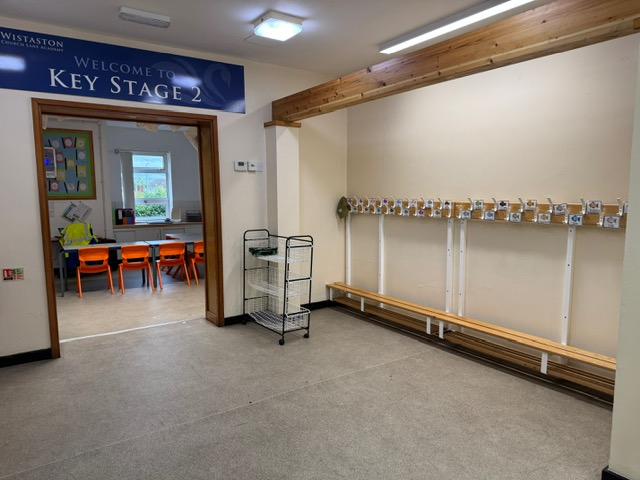 WISTASTON
CHURCH LANE ACADEMY
WELCOME TO
KEY STAGE 2